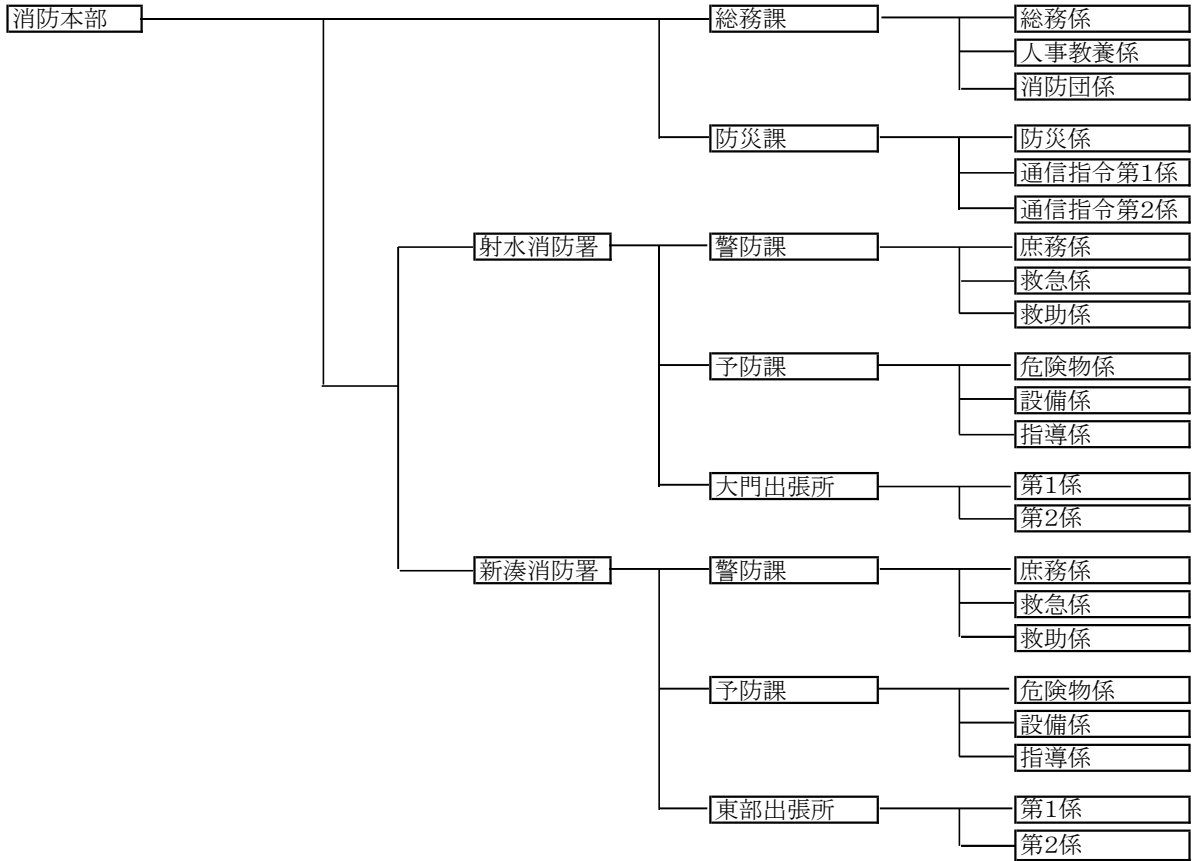 消防本部
総務課
総務係
人事教養係
消防団係
防災課
防災係
通信指令第1係
通信指令第2係
射水消防署
警防課
庶務係
救急係
救助係
予防課
危険物係
設備係
指導係
大門出張所
第1係
第2係
新湊消防署
警防課
庶務係
救急係
救助係
予防課
危険物係
設備係
指導係
東部出張所
第1係
第2係